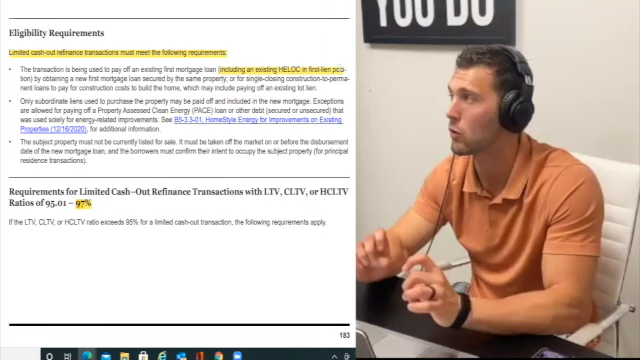 Eligibility Requirements
Limited cash-out refinance transactions must meet the following requirements:
• The transaction is being used to pay off an existing first mortgage loan (including an existing HELOC in first-lien posi-
tion) by obtaining a new first mortgage loan secured by the same property; or for single-closing construction-to-perma-
nent loans to pay for construction costs to build the home, which may include paying off an existing lot lien.
• Only subordinate liens used to purchase the property may be paid off and included in the new mortgage. Exceptions
are allowed for paying off a Property Assessed Clean Energy (PACE) loan or other debt (secured or unsecured) that
was used solely for energy-related improvements. See B5-3.3-01, HomeStyle Energy for Improvements on Existing
Properties (12/16/2020), for additional information.
• The subject property must not be currently listed for sale. It must be taken off the market on or before the disbursement
date of the new mortgage loan, and the borrowers must confirm their intent to occupy the subject property (for principal
residence transactions).
Requirements for Limited Cash-Out Refinance Transactions with LTV, CLTV, or HCLTV
Ratios of 95.01 – 97%
If the LTV, CLTV, or HCLTV ratio exceeds 95% for a limited cash-out transaction, the following requirements apply.
183
YOU DO